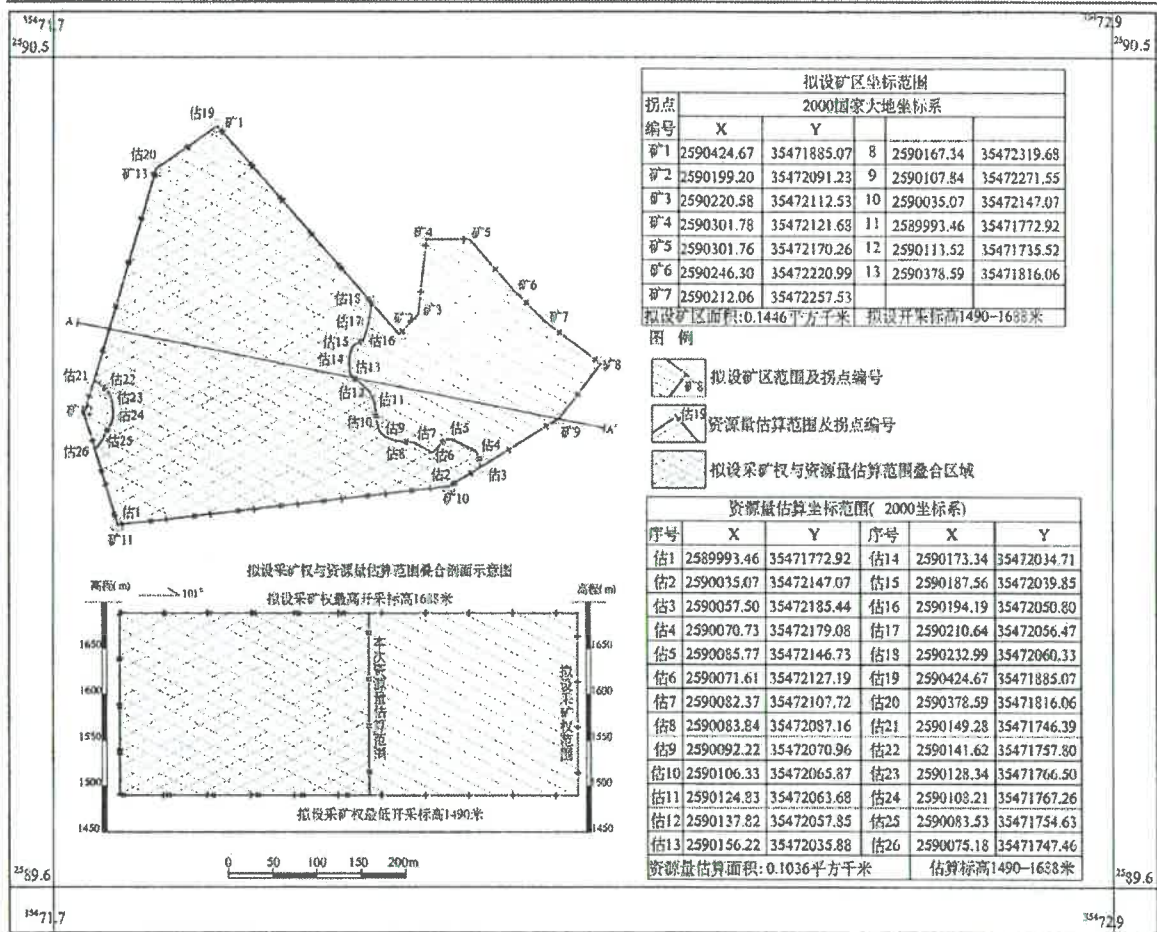 ³⁵471.7
³⁵472.9
²⁵90.5
²⁵90.5
估19
矿1
估20
矿13
矿4
矿5
矿6
矿7
矿8
估18
估17
矿2
矿3
估15
估16
估14
估13
估12
估11
估10
估9
估8
估7
估6
估5
估4
估3
估2
矿10
矿9
A
A'
估21
估22
估23
估24
估25
估26
估1
矿11
拟设矿区坐标范围
拐点编号 2000国家大地坐标系
X Y
矿1 2590424.67 35471885.07 8 2590167.34 35472319.68
矿2 2590199.20 35472091.23 9 2590107.84 35472271.55
矿3 2590220.58 35472112.53 10 2590035.07 35472147.07
矿4 2590301.78 35472121.68 11 2589993.46 35471772.92
矿5 2590301.76 35472170.26 12 2590113.52 35471735.52
矿6 2590246.30 35472220.99 13 2590378.59 35471816.06
矿7 2590212.06 35472257.53
拟设矿区面积:0.1446平方千米 拟设开采标高1490-1688米
图 例
矿8 拟设矿区范围及拐点编号
估19 资源量估算范围及拐点编号
拟设采矿权与资源量估算范围叠合区域
资源量估算坐标范围( 2000坐标系)
序号 X Y 序号 X Y
估1 2589993.46 35471772.92 估14 2590173.34 35472034.71
估2 2590035.07 35472147.07 估15 2590187.56 35472039.85
估3 2590057.50 35472185.44 估16 2590194.19 35472050.80
估4 2590070.73 35472179.08 估17 2590210.64 35472056.47
估5 2590085.77 35472146.73 估18 2590232.99 35472060.33
估6 2590071.61 35472127.19 估19 2590424.67 35471885.07
估7 2590082.37 35472107.72 估20 2590378.59 35471816.06
估8 2590083.84 35472087.16 估21 2590149.28 35471746.39
估9 2590092.22 35472070.96 估22 2590141.62 35471757.80
估10 2590106.33 35472065.87 估23 2590128.34 35471766.50
估11 2590124.83 35472063.68 估24 2590108.21 35471767.26
估12 2590137.82 35472057.85 估25 2590083.53 35471754.63
估13 2590156.22 35472035.88 估26 2590075.18 35471747.46
资源量估算面积:0.1036平方千米 估算标高1490-1688米
拟设采矿权与资源量估算范围叠合剖面示意图
高程(m) 101° 高程(m)
拟设采矿权最高开采标高1688米
1650 1650
1600 1600
1550 1550
1500 1500
1450 1450
本次资源量估算范围
拟设采矿权范围
拟设采矿权最低开采标高1490米
0 50 100 150 200m
²⁵89.6
²⁵89.6
³⁵471.7
³⁵472.9